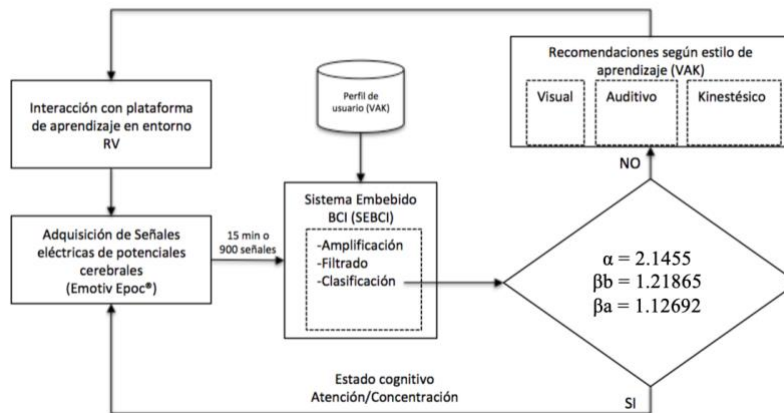 Recomendaciones según estilo de
aprendizaje (VAK)
Visual
Auditivo
Kinestésico
Interacción con plataforma
de aprendizaje en entorno
RV
Perfil de
usuario (VAK)
NO
Adquisición de Señales
eléctricas de potenciales
cerebrales
(Emotiv Epoc®)
15 min o
900 señales
Sistema Embebido
BCI (SEBCI)
-Amplificación
-Filtrado
-Clasificación
α = 2.1455
βb = 1.21865
βa = 1.12692
Estado cognitivo
Atención/Concentración
SI